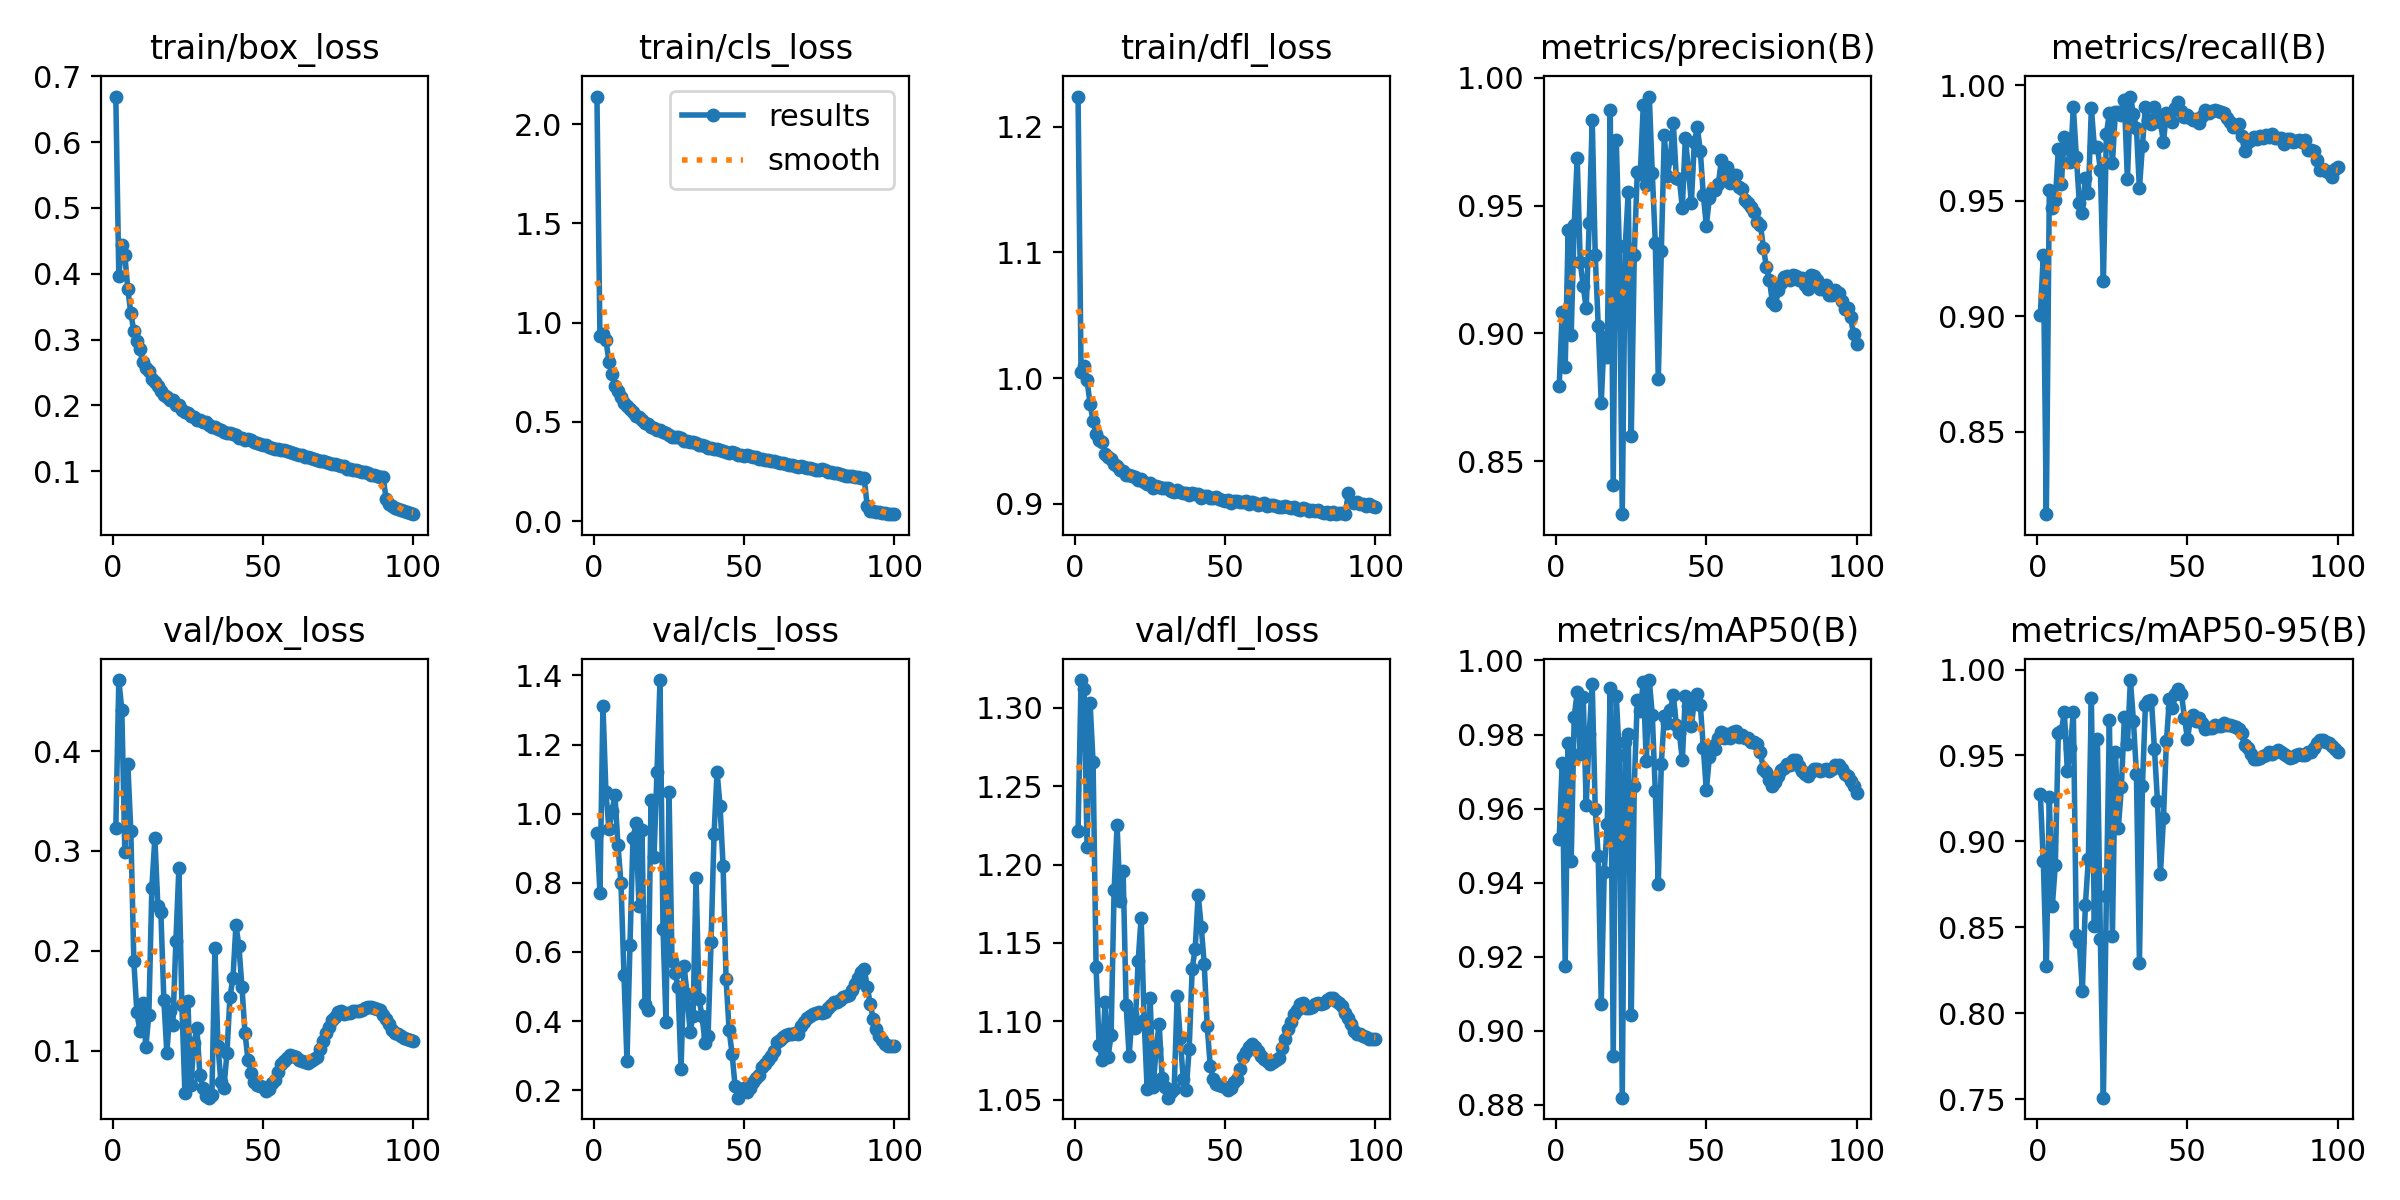 train/box_loss
0.7
0.6
0.5
0.4
0.3
0.2
0.1
0 50 100
train/cls_loss
results
smooth
2.0
1.5
1.0
0.5
0.0
0 50 100
train/dfl_loss
1.2
1.1
1.0
0.9
0 50 100
metrics/precision(B)
1.00
0.95
0.90
0.85
0 50 100
metrics/recall(B)
1.00
0.95
0.90
0.85
0 50 100
val/box_loss
0.4
0.3
0.2
0.1
0 50 100
val/cls_loss
1.4
1.2
1.0
0.8
0.6
0.4
0.2
0 50 100
val/dfl_loss
1.30
1.25
1.20
1.15
1.10
1.05
0 50 100
metrics/mAP50(B)
1.00
0.98
0.96
0.94
0.92
0.90
0.88
0 50 100
metrics/mAP50-95(B)
1.00
0.95
0.90
0.85
0.80
0.75
0 50 100